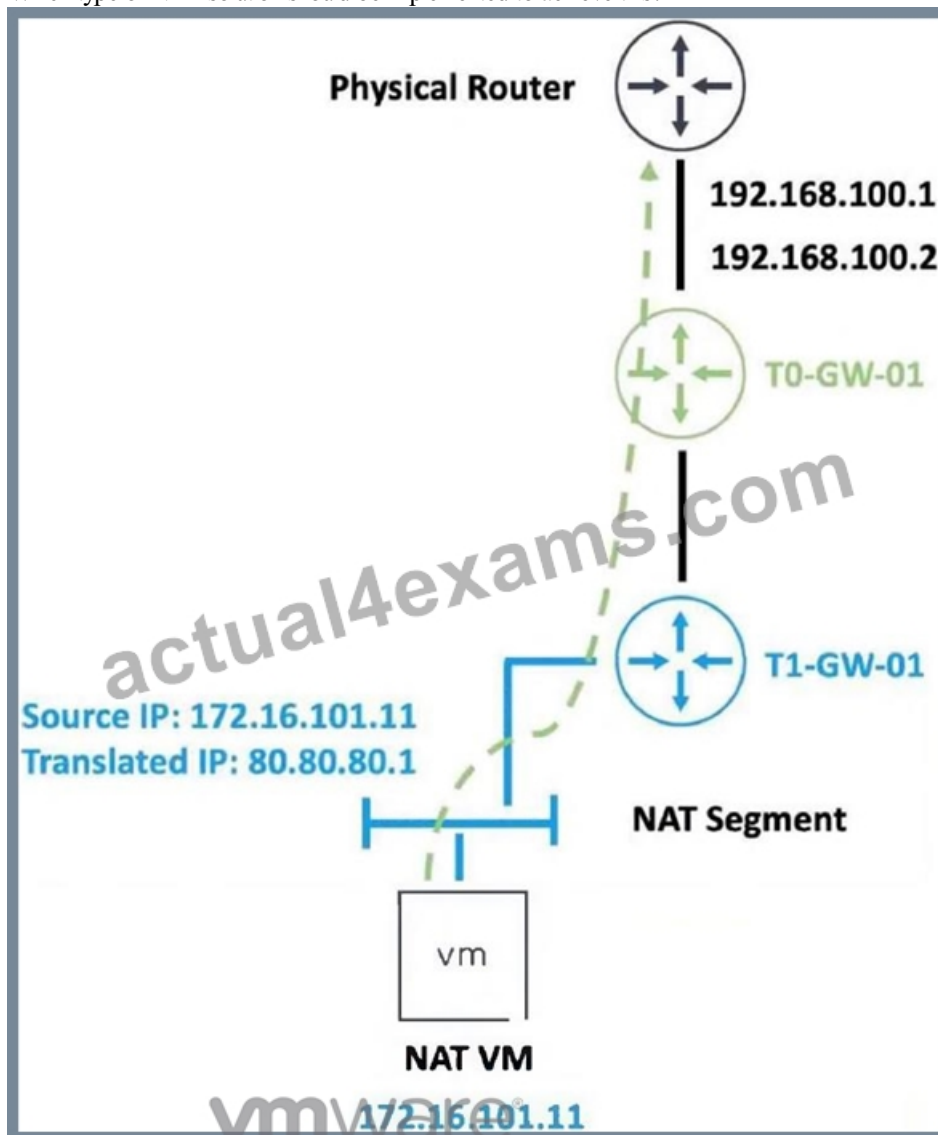 Physical Router
192.168.100.1
192.168.100.2
T0-GW-01
actual4exams.com
T1-GW-01
Source IP: 172.16.101.11
Translated IP: 80.80.80.1
NAT Segment
vm
NAT VM
vmware®
172.16.101.11